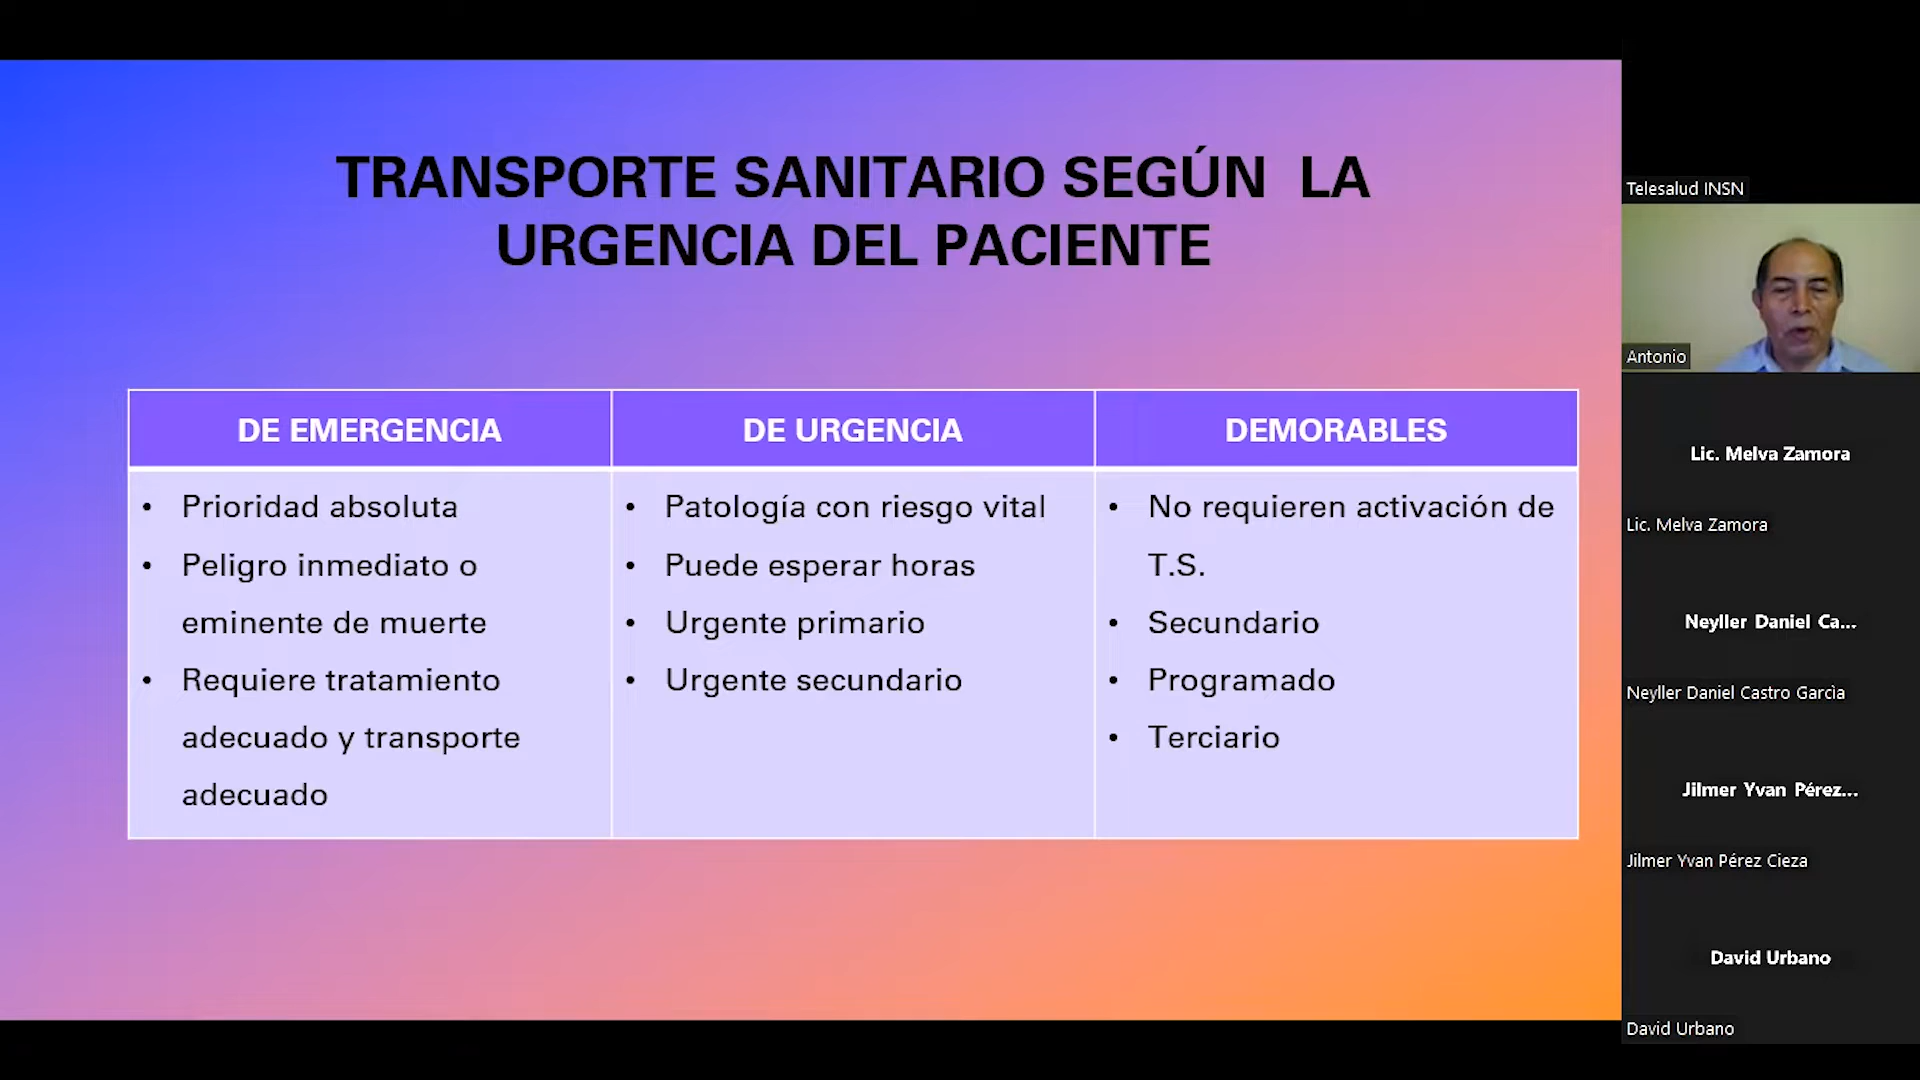 TRANSPORTE SANITARIO SEGÚN LA
URGENCIA DEL PACIENTE
DE EMERGENCIA
• Prioridad absoluta
• Peligro inmediato o
eminente de muerte
• Requiere tratamiento
adecuado y transporte
adecuado
DE URGENCIA
• Patología con riesgo vital
• Puede esperar horas
• Urgente primario
• Urgente secundario
DEMORABLES
• No requieren activación de
T.S.
• Secundario
• Programado
• Terciario
Telesalud INSN
Antonio
Lic. Melva Zamora
Lic. Melva Zamora
Neyller Daniel Ca...
Neyller Daniel Castro Garcìa
Jilmer Yvan Pérez...
Jilmer Yvan Pérez Cieza
David Urbano
David Urbano